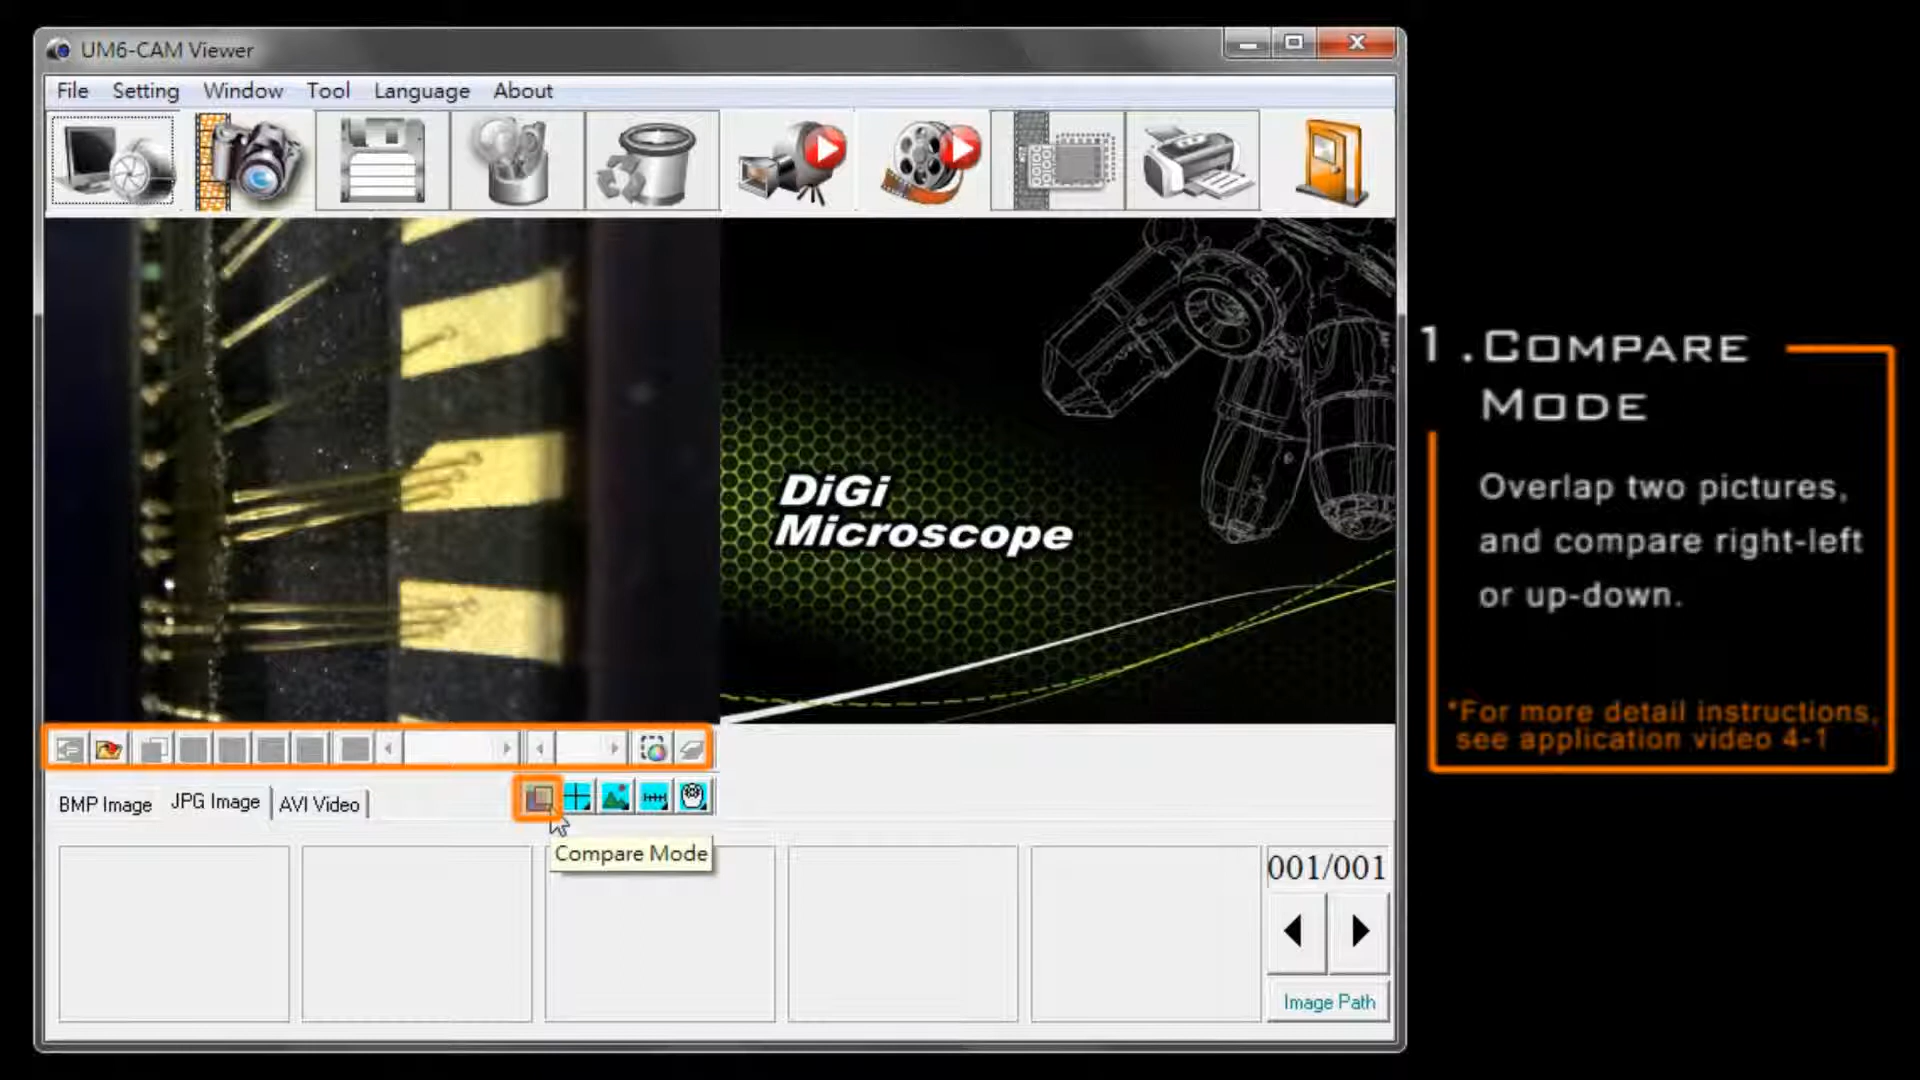 UM6-CAM Viewer
File Setting Window Tool Language About
DiGi
Microscope
1.COMPARE
MODE
Overlap two pictures,
and compare right-left
or up-down.
*For more detail instructions,
see application video 4-1
BMP Image JPG Image AVI Video
Compare Mode
001/001
Image Path